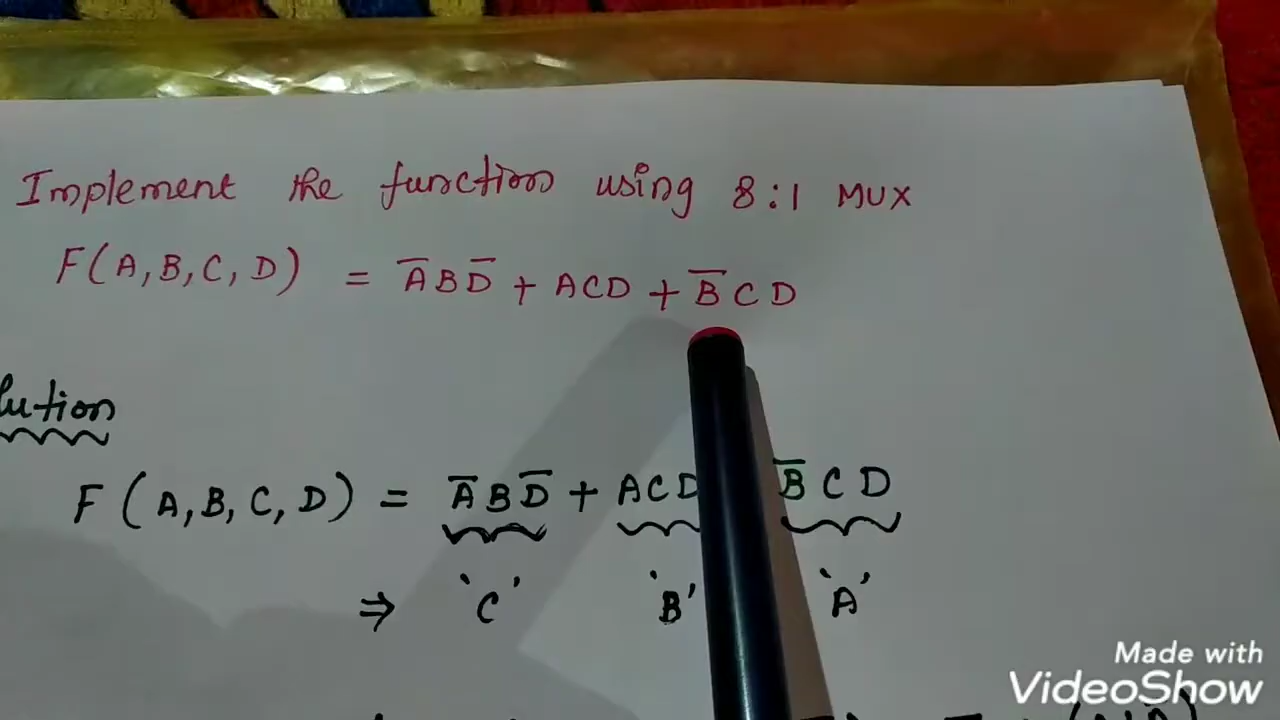 Implement the function using 8:1 MUX
F(A,B,C,D) = A̅BD̅ + ACD + B̅CD
lution
F(A,B,C,D) = A̅BD̅ + ACD B̅CD
⇒ 'C' 'B' 'A'
Made with
VideoShow